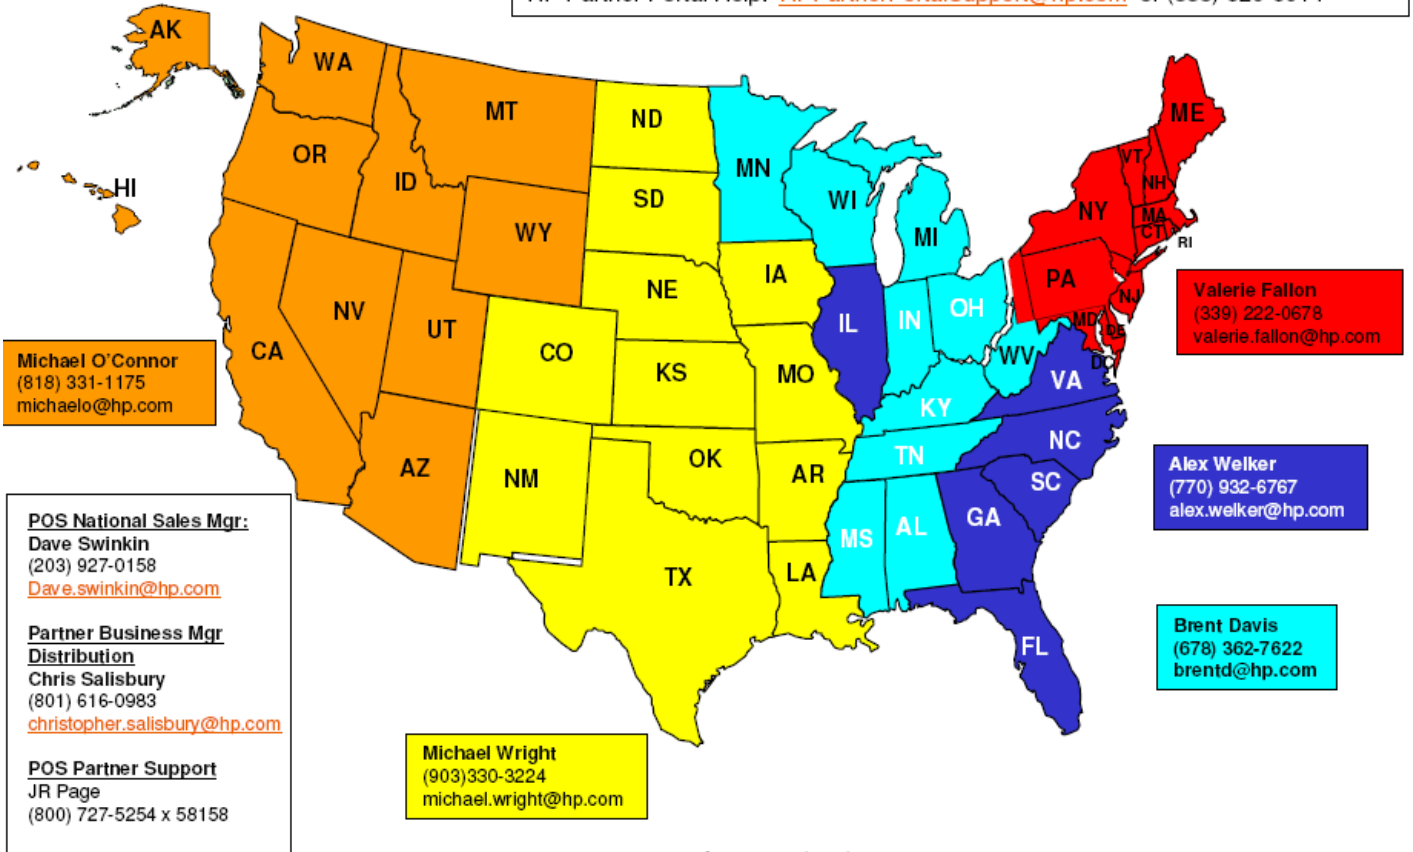 HP Partner Portal Help:
AK
WA
MT
ND
ME
OR
ID
MN
VT
NH
HI
WY
SD
WI
MI
NY
MA
CT
RI
NV
UT
NE
IA
PA
NJ
CA
CO
KS
MO
IL
IN
OH
MD
DE
WV
VA
DC
KY
AZ
NM
OK
AR
TN
NC
SC
TX
LA
MS
AL
GA
FL
Valerie Fallon
(339) 222-0678
valerie.fallon@hp.com
Michael O'Connor
(818) 331-1175
michaelo@hp.com
Alex Welker
(770) 932-6767
alex.welker@hp.com
POS National Sales Mgr:
Dave Swinkin
(203) 927-0158
Dave.swinkin@hp.com
Partner Business Mgr
Distribution
Chris Salisbury
(801) 616-0983
christopher.salisbury@hp.com
POS Partner Support
JR Page
(800) 727-5254 x 58158
Brent Davis
(678) 362-7622
brentd@hp.com
Michael Wright
(903)330-3224
michael.wright@hp.com